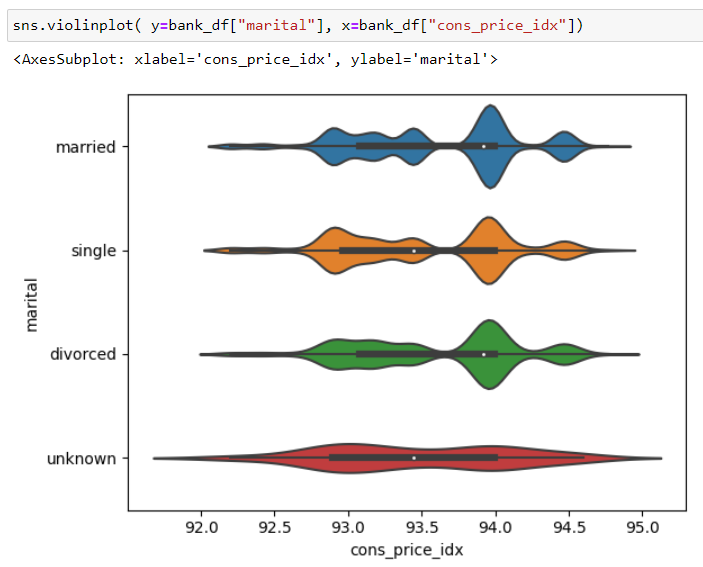 sns.violinplot( y=bank_df["marital"], x=bank_df["cons_price_idx"])
<AxesSubplot: xlabel='cons_price_idx', ylabel='marital'>
married
single
divorced
unknown
marital
92.0 92.5 93.0 93.5 94.0 94.5 95.0
cons_price_idx